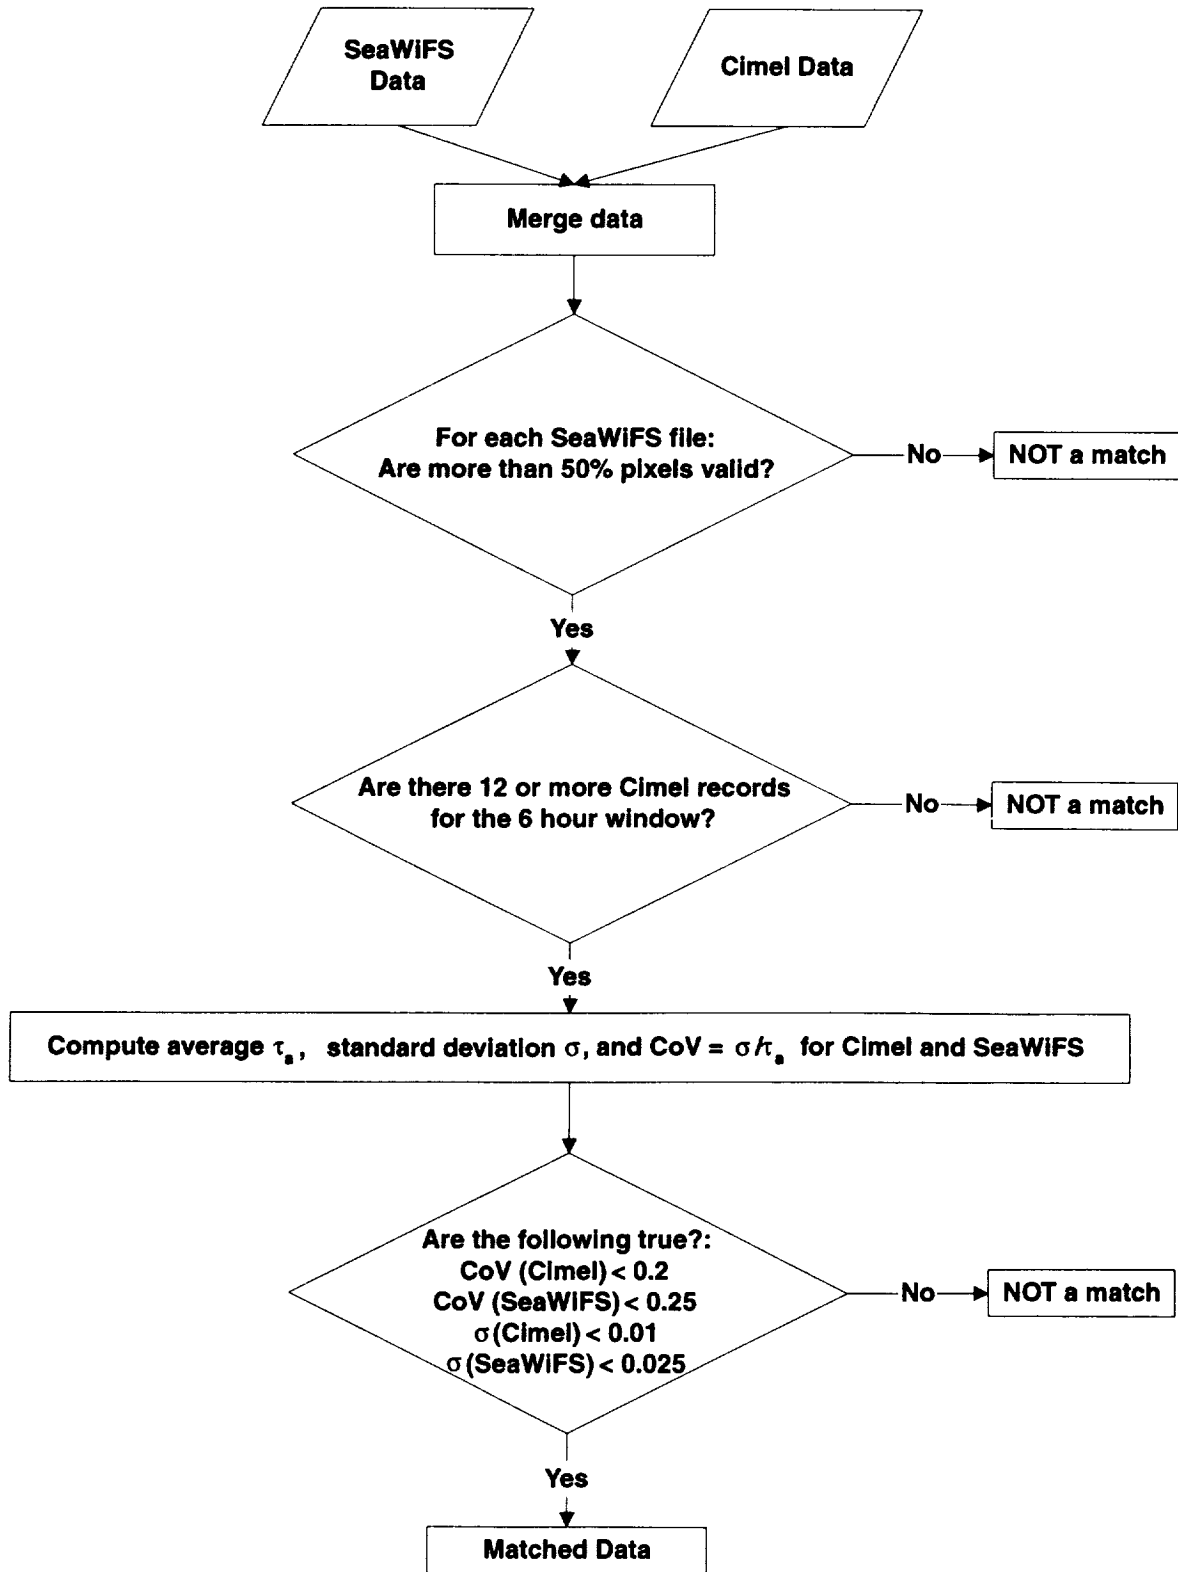 SeaWiFS
Data
Cimel Data
Merge data
For each SeaWiFS file:
Are more than 50% pixels valid?
No
NOT a match
Yes
Are there 12 or more Cimel records
for the 6 hour window?
No
NOT a match
Yes
Compute average τₐ, standard deviation σ, and CoV = σ/τₐ for Cimel and SeaWiFS
Are the following true?:
CoV (Cimel) < 0.2
CoV (SeaWiFS) < 0.25
σ (Cimel) < 0.01
σ (SeaWiFS) < 0.025
No
NOT a match
Yes
Matched Data